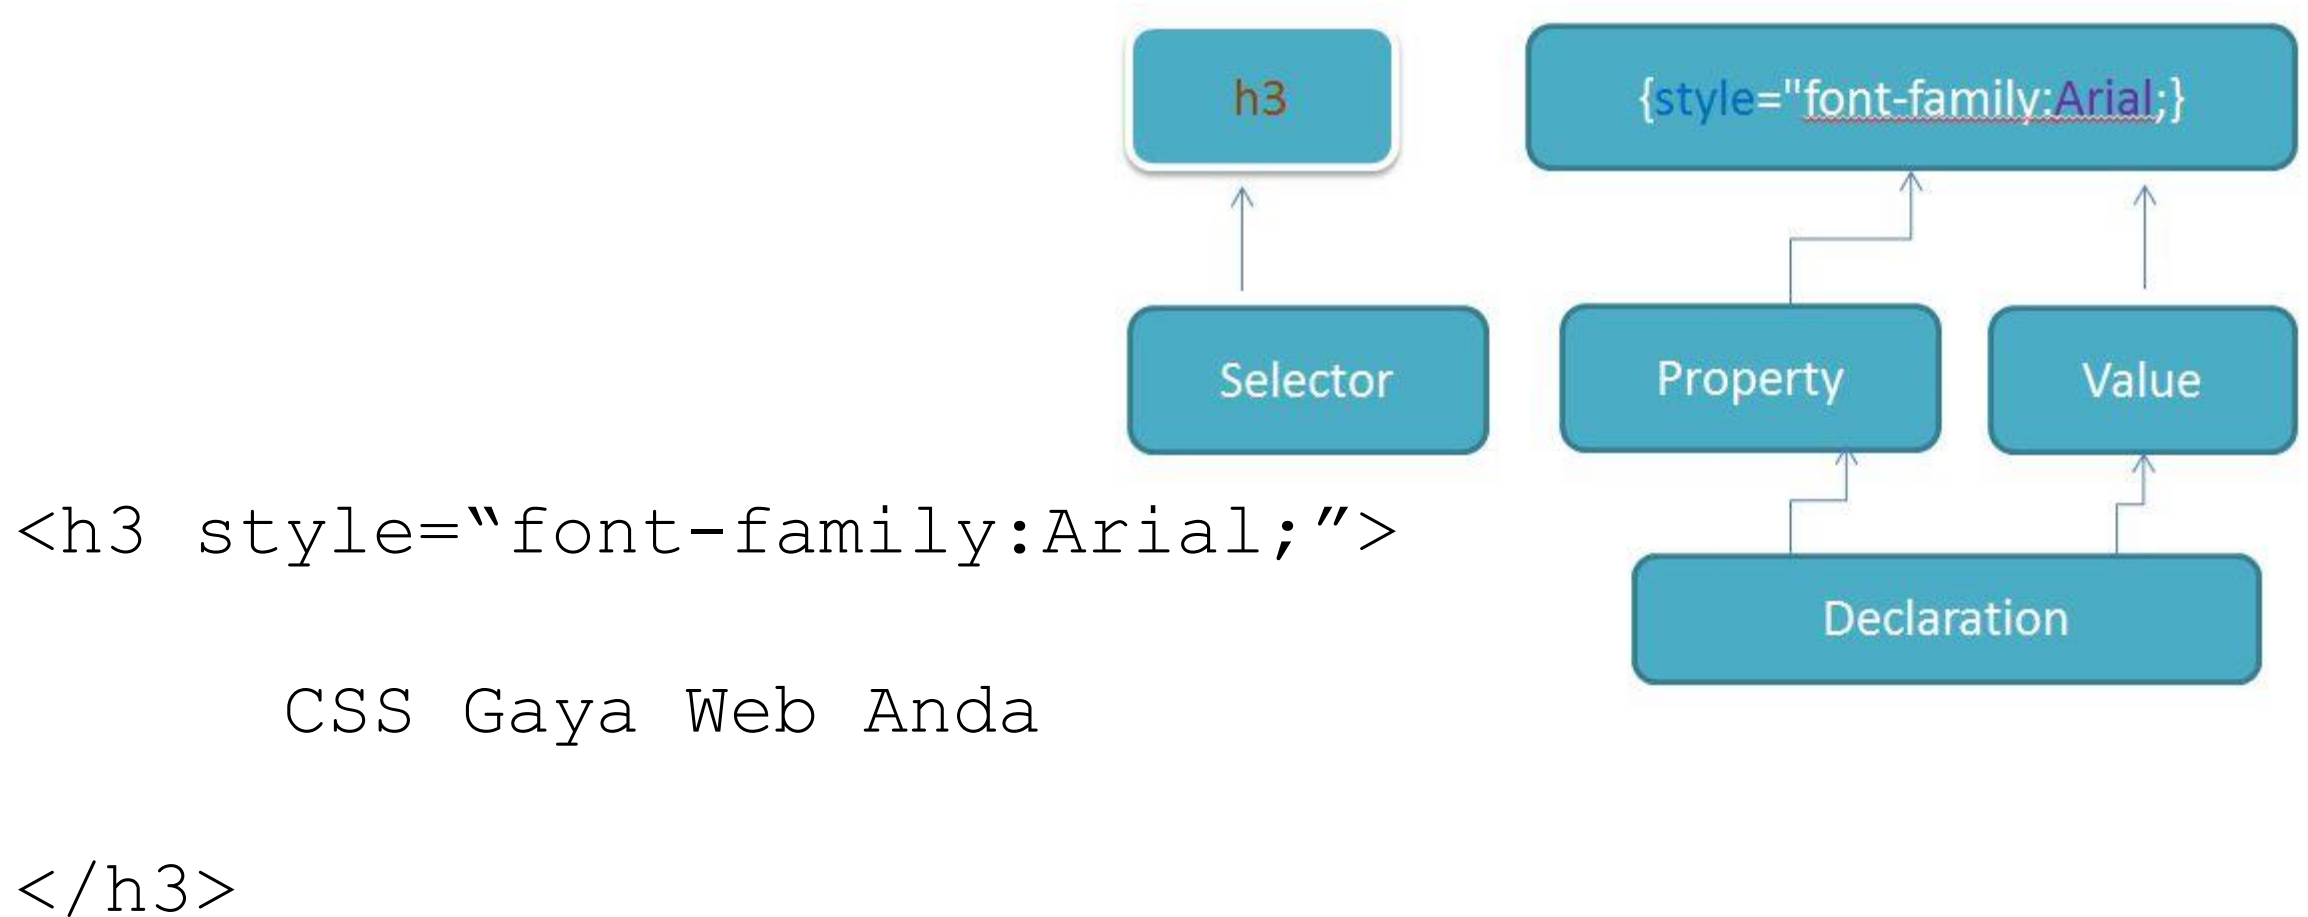 h3
{style="font-family:Arial;}
Selector
Property
Value
<h3 style=“font-family:Arial;”>
Declaration
CSS Gaya Web Anda
</h3>